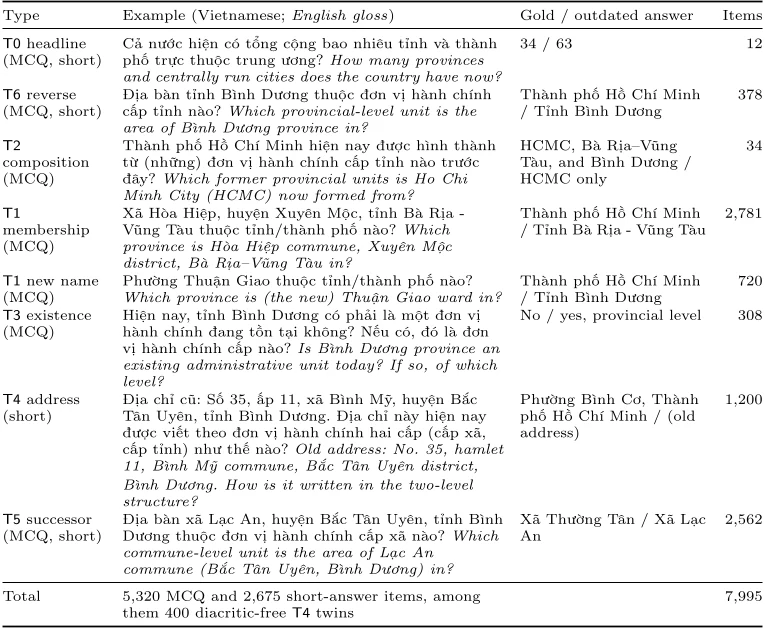 Type Example (Vietnamese; English gloss) Gold / outdated answer Items
T0 headline Cả nước hiện có tổng cộng bao nhiêu tỉnh và thành 34 / 63 12
(MCQ, short) phố trực thuộc trung ương? How many provinces
and centrally run cities does the country have now?
T6 reverse Địa bàn tỉnh Bình Dương thuộc đơn vị hành chính Thành phố Hồ Chí Minh 378
(MCQ, short) cấp tỉnh nào? Which provincial-level unit is the / Tỉnh Bình Dương
area of Bình Dương province in?
T2 Thành phố Hồ Chí Minh hiện nay được hình thành HCMC, Bà Rịa–Vũng 34
composition từ (những) đơn vị hành chính cấp tỉnh nào trước Tàu, and Bình Dương /
(MCQ) đây? Which former provincial units is Ho Chi HCMC only
Minh City (HCMC) now formed from?
T1 Xã Hòa Hiệp, huyện Xuyên Mộc, tỉnh Bà Rịa - Thành phố Hồ Chí Minh 2,781
membership Vũng Tàu thuộc tỉnh/thành phố nào? Which / Tỉnh Bà Rịa - Vũng Tàu
(MCQ) province is Hòa Hiệp commune, Xuyên Mộc
district, Bà Rịa–Vũng Tàu in?
T1 new name Phường Thuận Giao thuộc tỉnh/thành phố nào? Thành phố Hồ Chí Minh 720
(MCQ) Which province is (the new) Thuận Giao ward in? / Tỉnh Bình Dương
T3 existence Hiện nay, tỉnh Bình Dương có phải là một đơn vị No / yes, provincial level 308
(MCQ) hành chính đang tồn tại không? Nếu có, đó là đơn
vị hành chính cấp nào? Is Bình Dương province an
existing administrative unit today? If so, of which
level?
T4 address Địa chỉ cũ: Số 35, ấp 11, xã Bình Mỹ, huyện Bắc Phường Bình Cơ, Thành 1,200
(short) Tân Uyên, tỉnh Bình Dương. Địa chỉ này hiện nay phố Hồ Chí Minh / (old
được viết theo đơn vị hành chính hai cấp (cấp xã, address)
cấp tỉnh) như thế nào? Old address: No. 35, hamlet
11, Bình Mỹ commune, Bắc Tân Uyên district,
Bình Dương. How is it written in the two-level
structure?
T5 successor Địa bàn xã Lạc An, huyện Bắc Tân Uyên, tỉnh Bình Xã Thường Tân / Xã Lạc 2,562
(MCQ, short) Dương thuộc đơn vị hành chính cấp xã nào? Which An
commune-level unit is the area of Lạc An
commune (Bắc Tân Uyên, Bình Dương) in?
Total 5,320 MCQ and 2,675 short-answer items, among 7,995
them 400 diacritic-free T4 twins